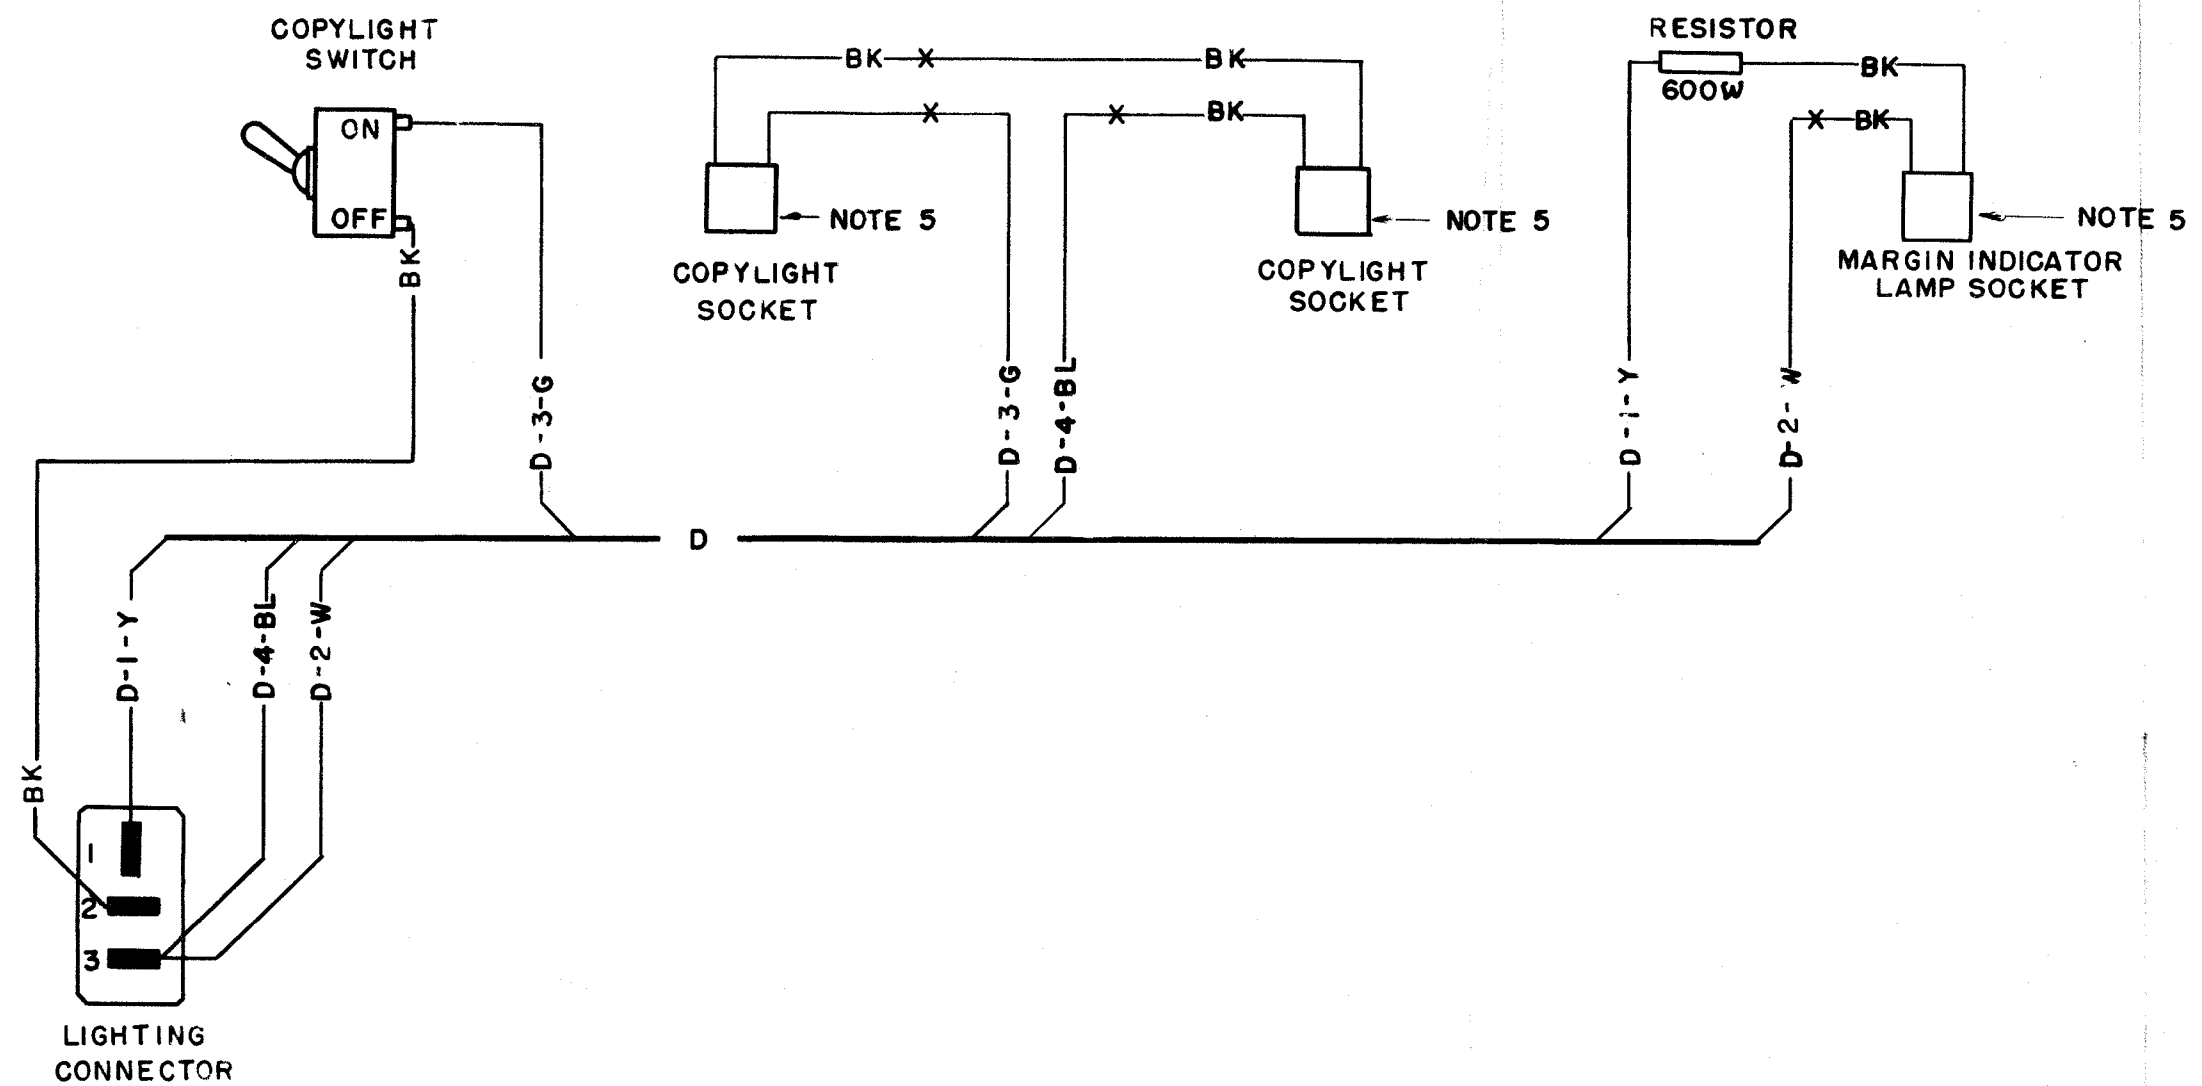 COPYLIGHT
SWITCH
ON
OFF
BK
D-3-G
BK
BK
NOTE 5
COPYLIGHT
SOCKET
BK
NOTE 5
COPYLIGHT
SOCKET
D-3-G
D-4-BL
RESISTOR
600W
BK
BK
NOTE 5
MARGIN INDICATOR
LAMP SOCKET
D-1-Y
D-2-W
D
D-1-Y
D-4-BL
D-2-W
BK
1
2
3
LIGHTING
CONNECTOR